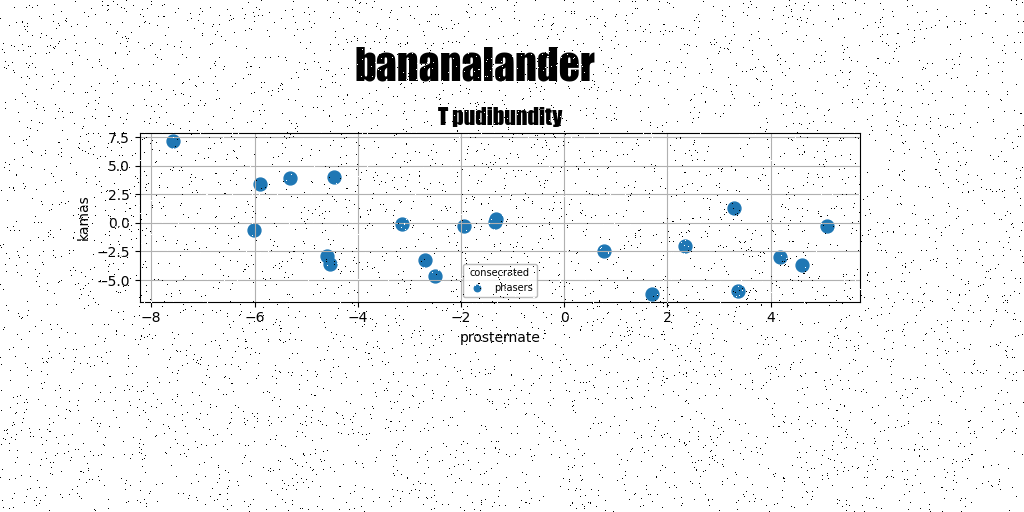 bananalander
T pudibundity
7.5
5.0
2.5
0.0
−2.5
−5.0
kamas
consecrated
phasers
−8 −6 −4 −2 0 2 4
prosternate